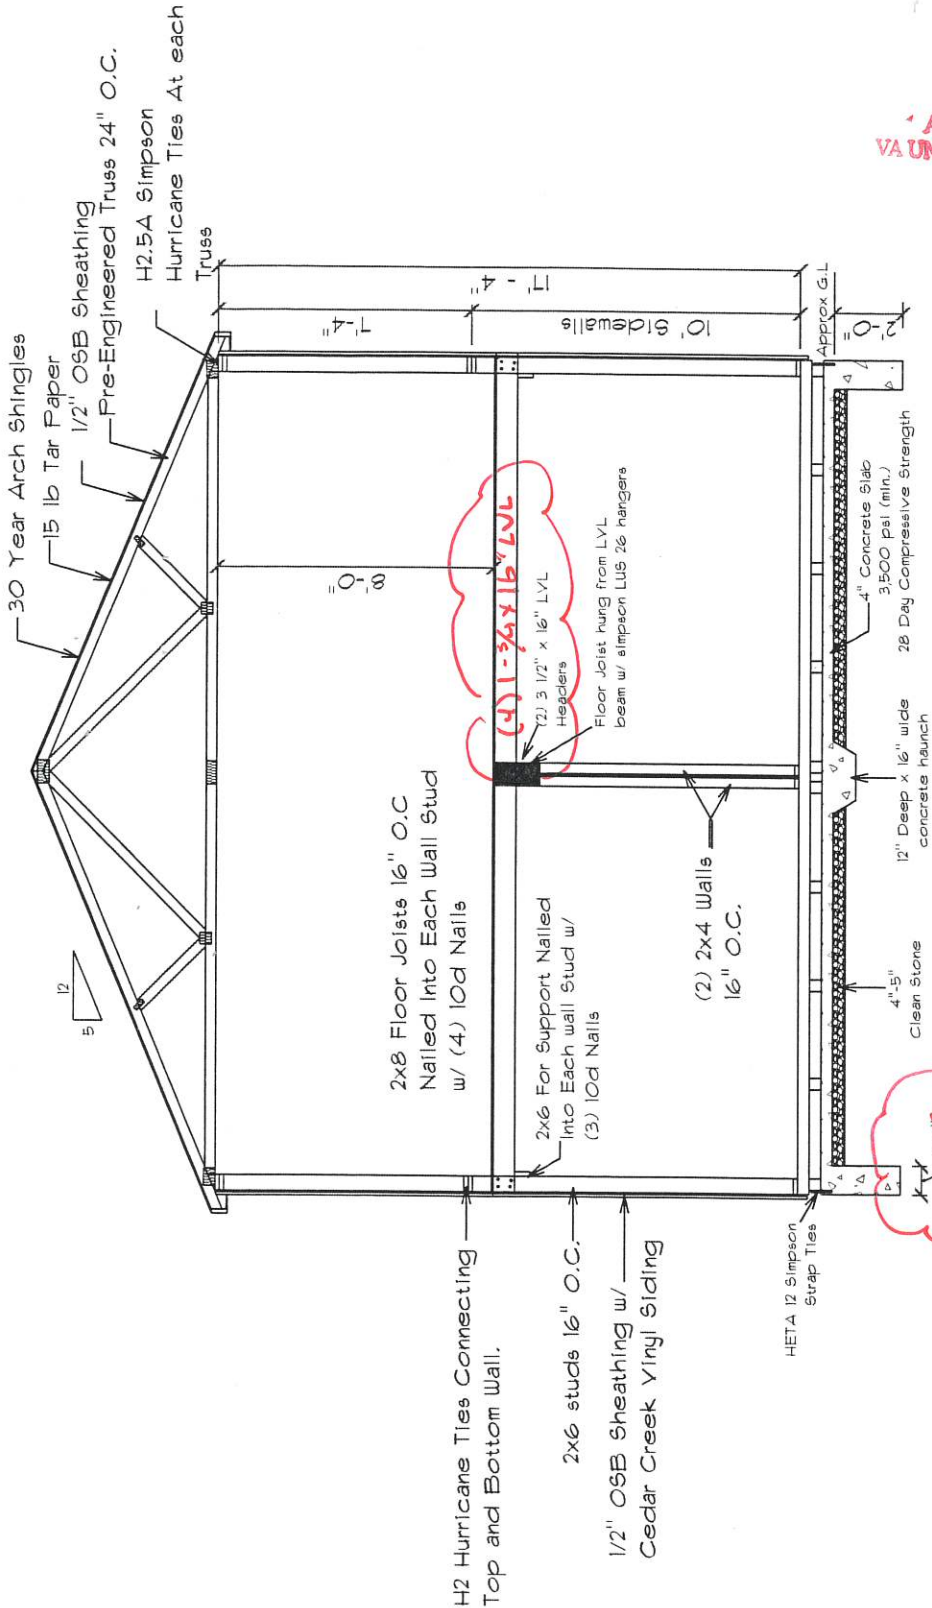 30 Year Arch Shingles
15 lb Tar Paper
1/2" OSB Sheathing
Pre-Engineered Truss 24" O.C.
H2.5A Simpson
Hurricane Ties At each
Truss
12
5
8'-0"
7'-4"
17'-4"
10' Sidewalls
2x8 Floor Joists 16" O.C
Nailed Into Each Wall Stud
w/ (4) 10d Nails
(4) 1-3/4 x 16" LVL
(2) 3 1/2" x 16" LVL
Headers
Floor Joist hung from LVL
beam w/ simpson LUS 26 hangers
H2 Hurricane Ties Connecting
Top and Bottom Wall.
2x6 For Support Nailed
Into Each wall Stud w/
(3) 10d Nails
2x6 studs 16" O.C.
(2) 2x4 Walls
16" O.C.
1/2" OSB Sheathing w/
Cedar Creek Vinyl Siding
HETA 12 Simpson
Strap Ties
Approx G.L
2'-0"
4"-5"
Clean Stone
12" Deep x 16" wide
concrete haunch
4" Concrete Slab
3,500 psi (min.)
28 Day Compressive Strength